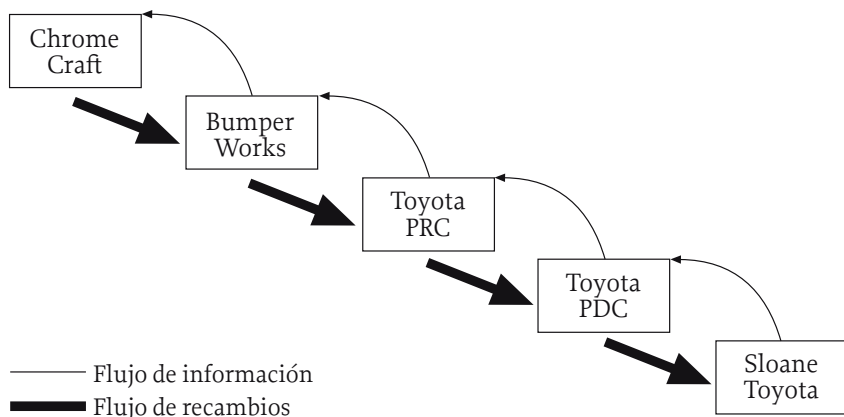 Chrome
Craft
Bumper
Works
Toyota
PRC
Toyota
PDC
Sloane
Toyota
Flujo de información
Flujo de recambios